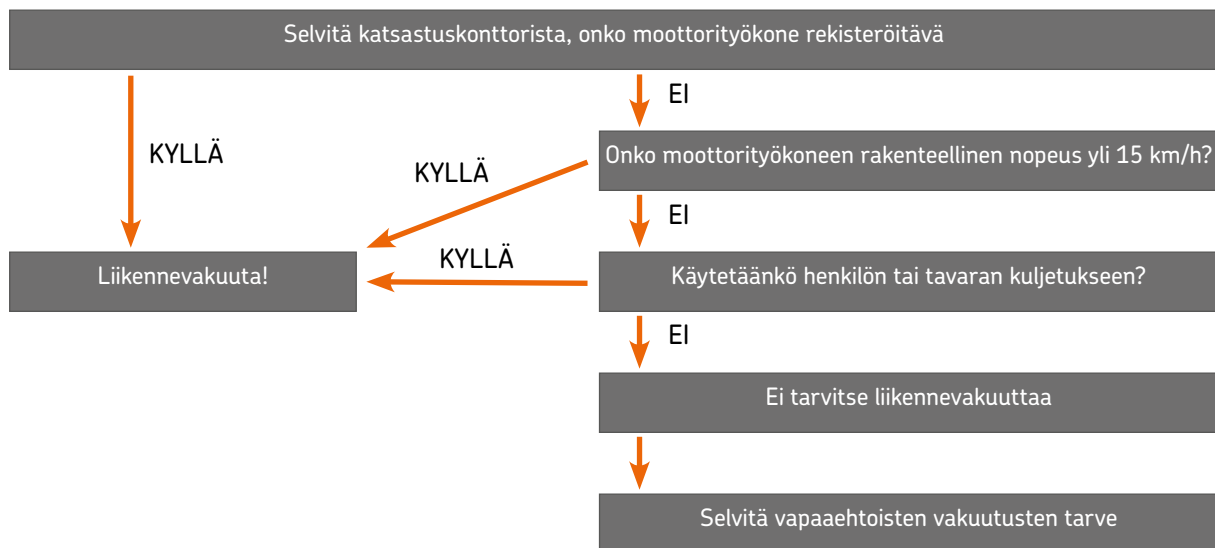 Selvitä katsastuskonttorista, onko moottorityökone rekisteröitävä
EI
KYLLÄ
Onko moottorityökoneen rakenteellinen nopeus yli 15 km/h?
KYLLÄ
EI
KYLLÄ
Liikennevakuuta!
Käytetäänkö henkilön tai tavaran kuljetukseen?
EI
Ei tarvitse liikennevakuuttaa
Selvitä vapaaehtoisten vakuutusten tarve